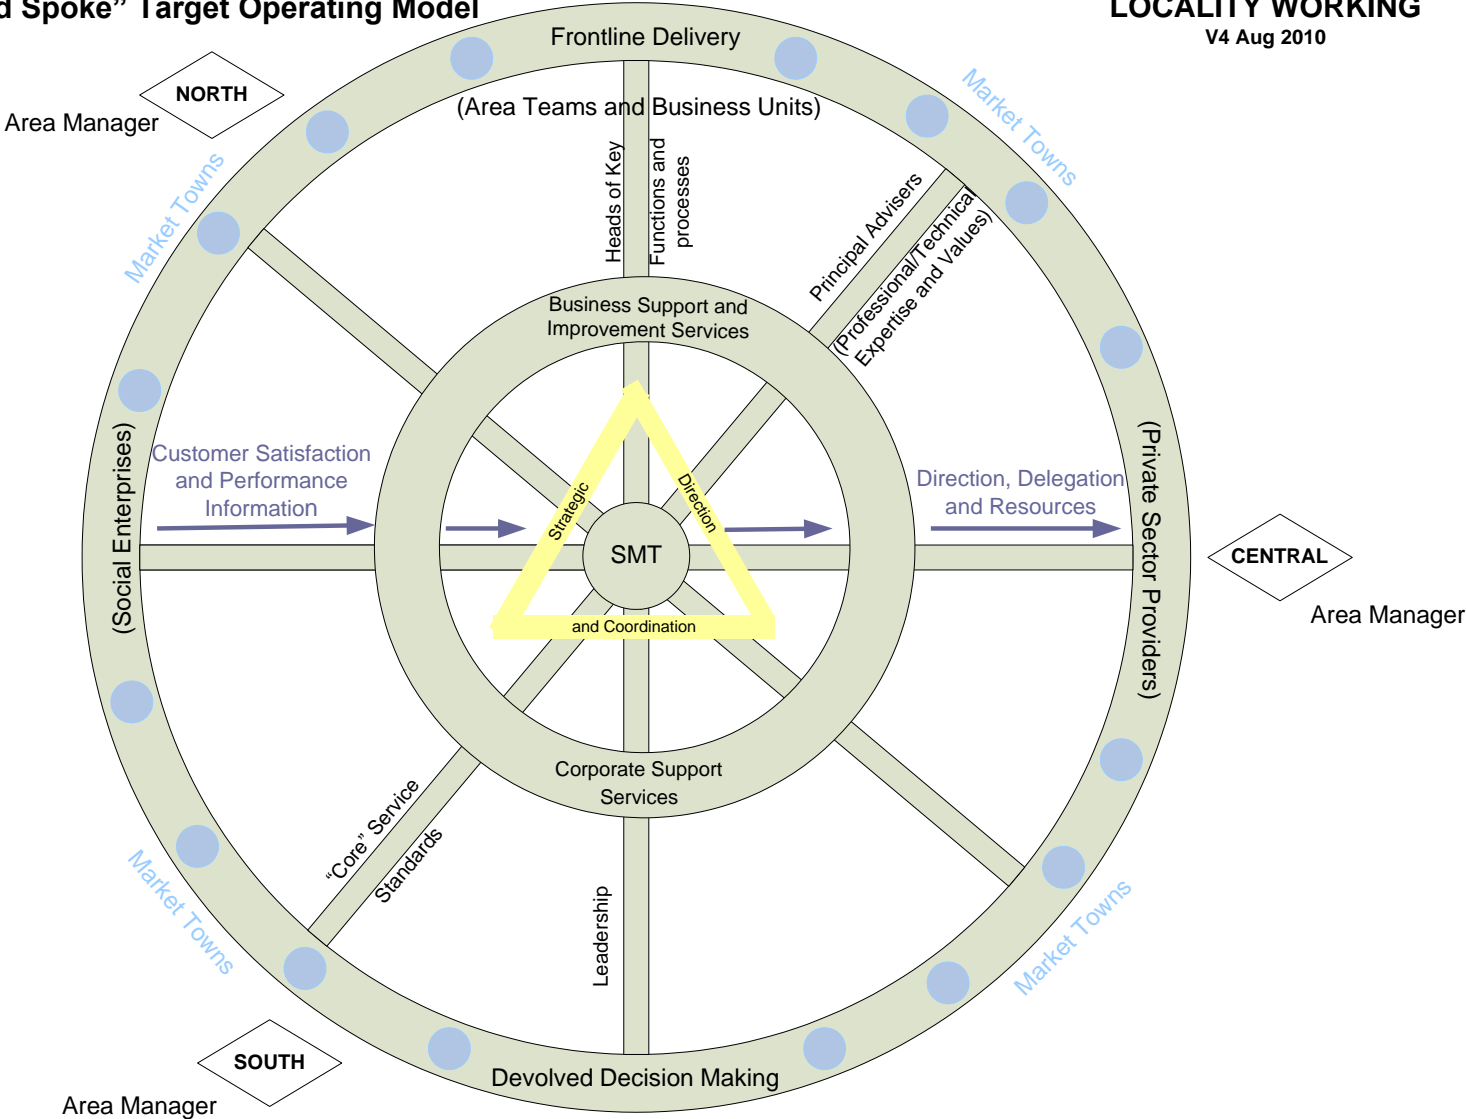 d Spoke” Target Operating Model
LOCALITY WORKING
V4 Aug 2010
Frontline Delivery
(Area Teams and Business Units)
NORTH
Area Manager
Market Towns
Market Towns
Heads of Key
Functions and
processes
Principal Advisers
(Professional/Technical
Expertise and Values)
Business Support and
Improvement Services
(Social Enterprises)
Customer Satisfaction
and Performance
Information
Strategic
Direction
and Coordination
SMT
Direction, Delegation
and Resources
(Private Sector Providers)
CENTRAL
Area Manager
Corporate Support
Services
“Core” Service
Standards
Leadership
Market Towns
Market Towns
SOUTH
Area Manager
Devolved Decision Making